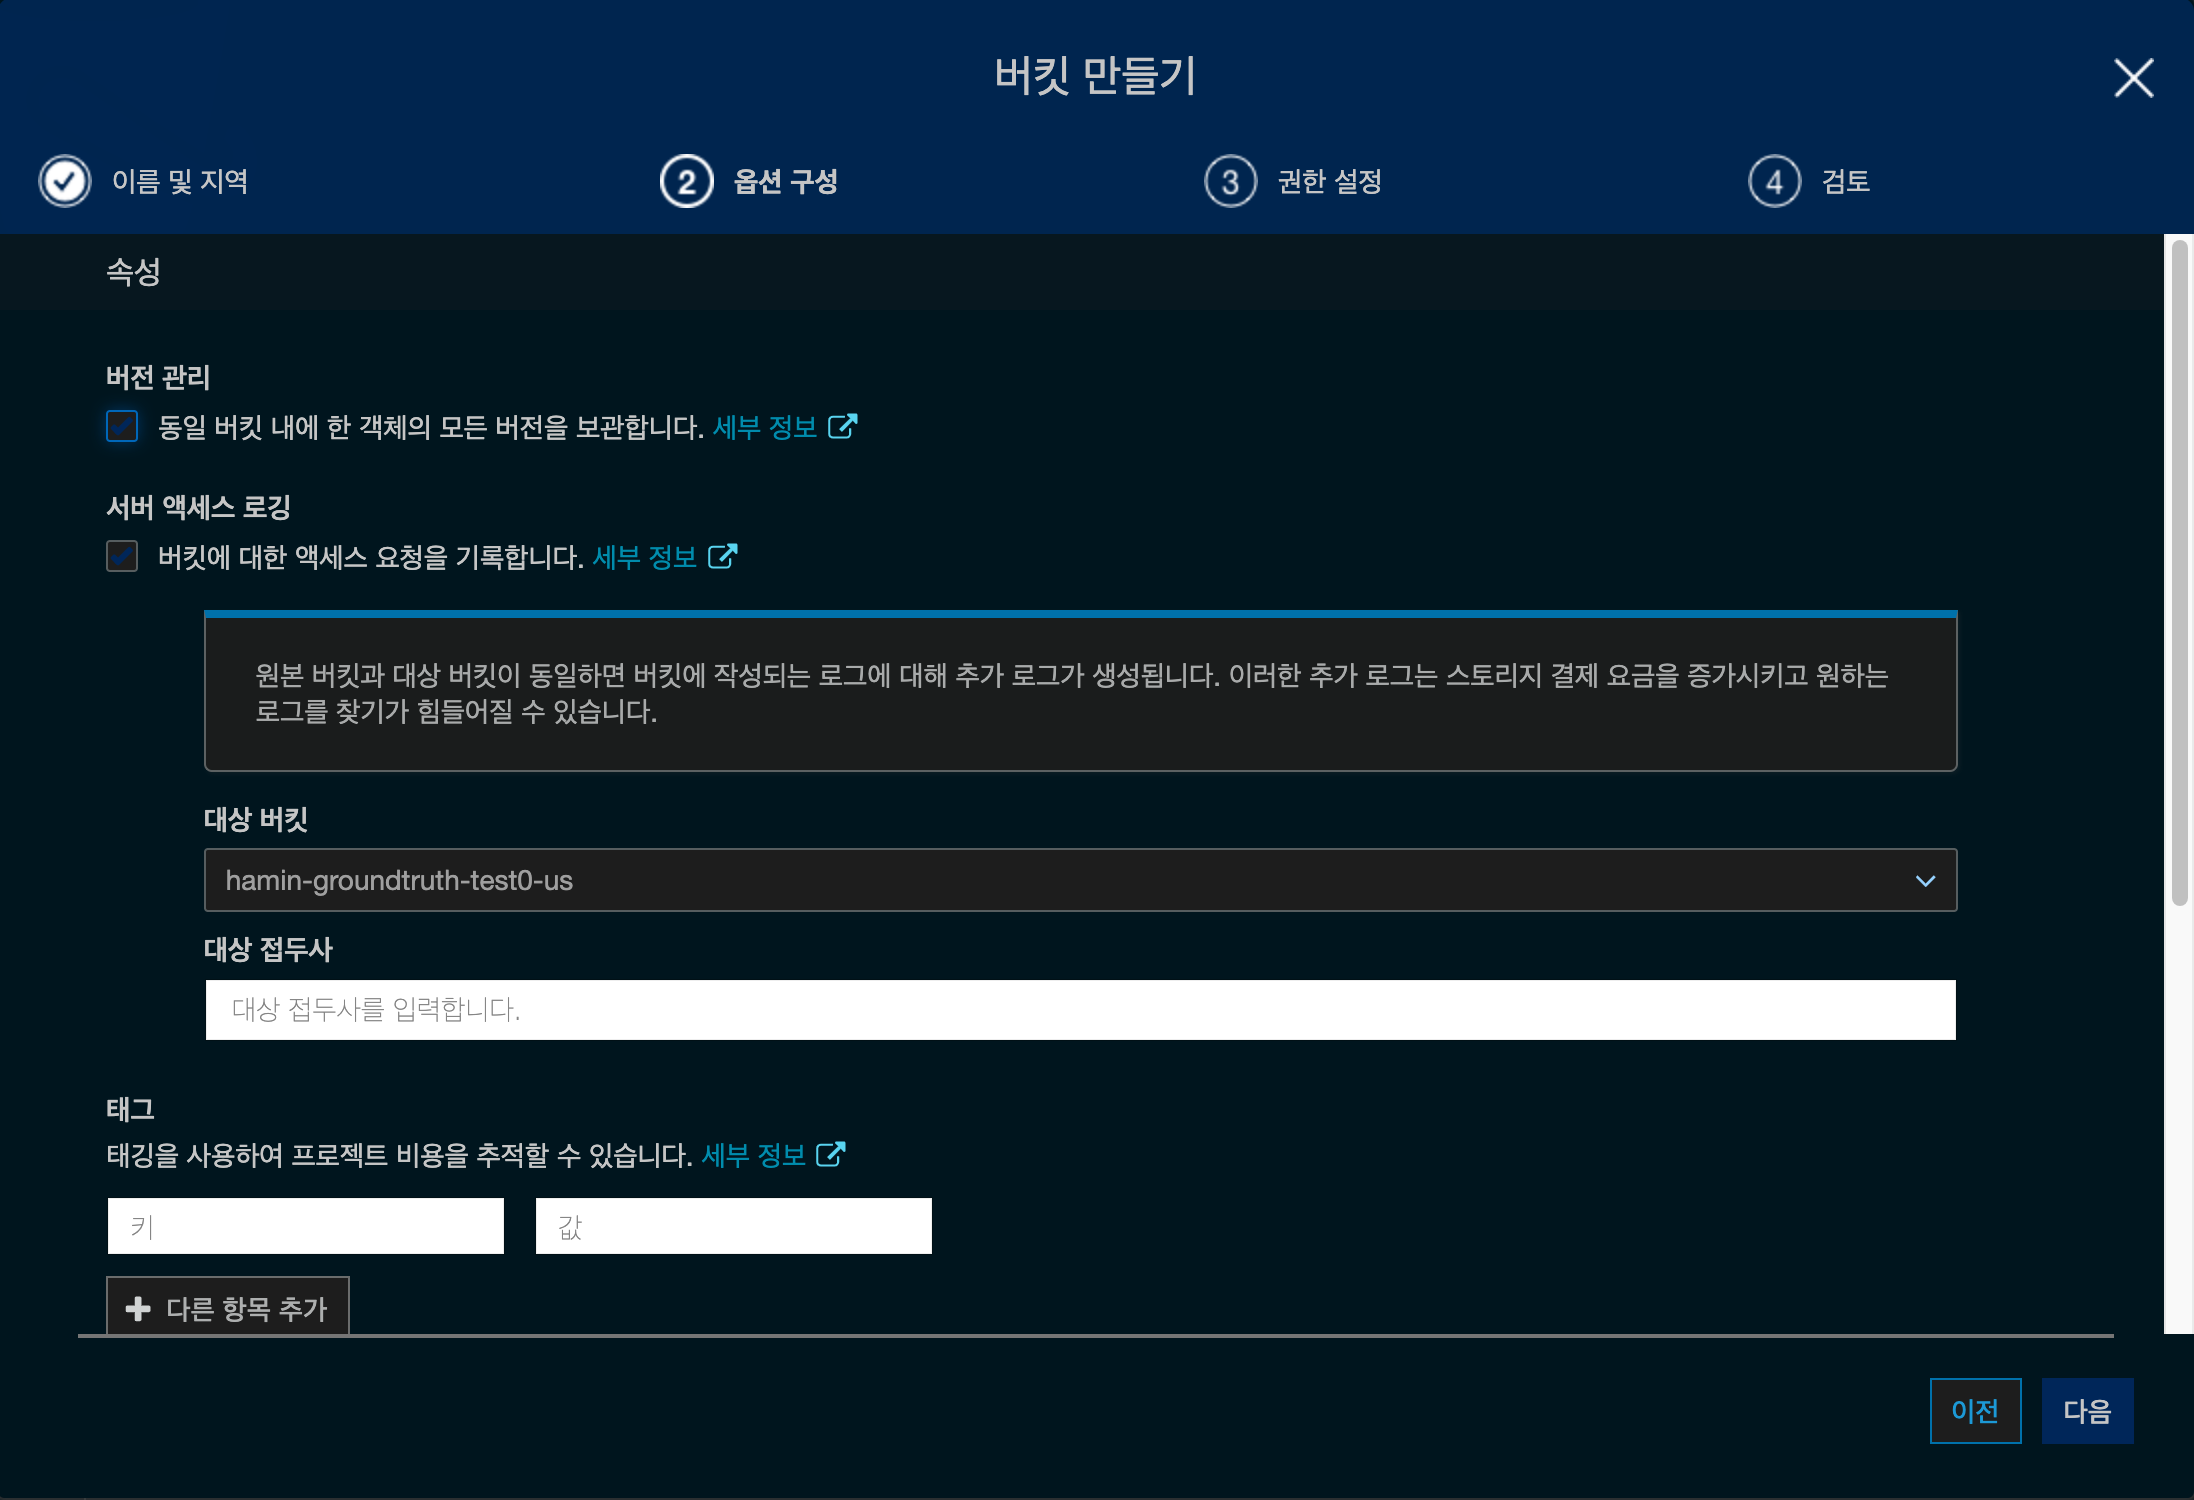 버킷 만들기
이름 및 지역
2 옵션 구성
3 권한 설정
4 검토
속성
버전 관리
동일 버킷 내에 한 객체의 모든 버전을 보관합니다. 세부 정보
서버 액세스 로깅
버킷에 대한 액세스 요청을 기록합니다. 세부 정보
원본 버킷과 대상 버킷이 동일하면 버킷에 작성되는 로그에 대해 추가 로그가 생성됩니다. 이러한 추가 로그는 스토리지 결제 요금을 증가시키고 원하는
로그를 찾기가 힘들어질 수 있습니다.
대상 버킷
hamin-groundtruth-test0-us
대상 접두사
대상 접두사를 입력합니다.
태그
태깅을 사용하여 프로젝트 비용을 추적할 수 있습니다. 세부 정보
키
값
다른 항목 추가
이전
다음